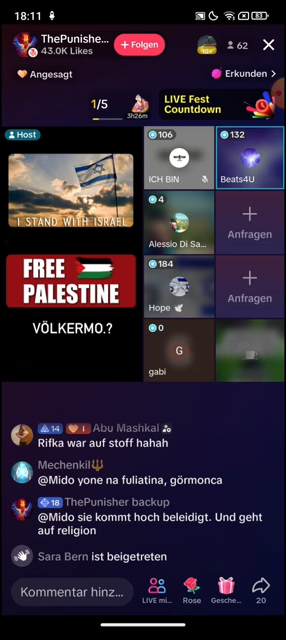 18:11
83
ThePunishe...
43.0K Likes
+ Folgen
10+
62
Angesagt
Erkunden >
1/5
3h26m
LIVE Fest
Countdown
Host
I STAND WITH ISRAEL
FREE
PALESTINE
VÖLKERMO.?
106
ICH BIN
132
Beats4U
4
Alessio Di Sa...
Anfragen
184
Hope
Anfragen
0
G
gabi
14 I Abu Mashkal
Rifka war auf stoff hahah
Mechenkil
@Mido yone na fuliatina, görmonca
18 ThePunisher backup
@Mido sie kommt hoch beleidigt. Und geht
auf religion
Sara Bern ist beigetreten
Kommentar hinz...
LIVE mi...
Rose
Gesche...
20